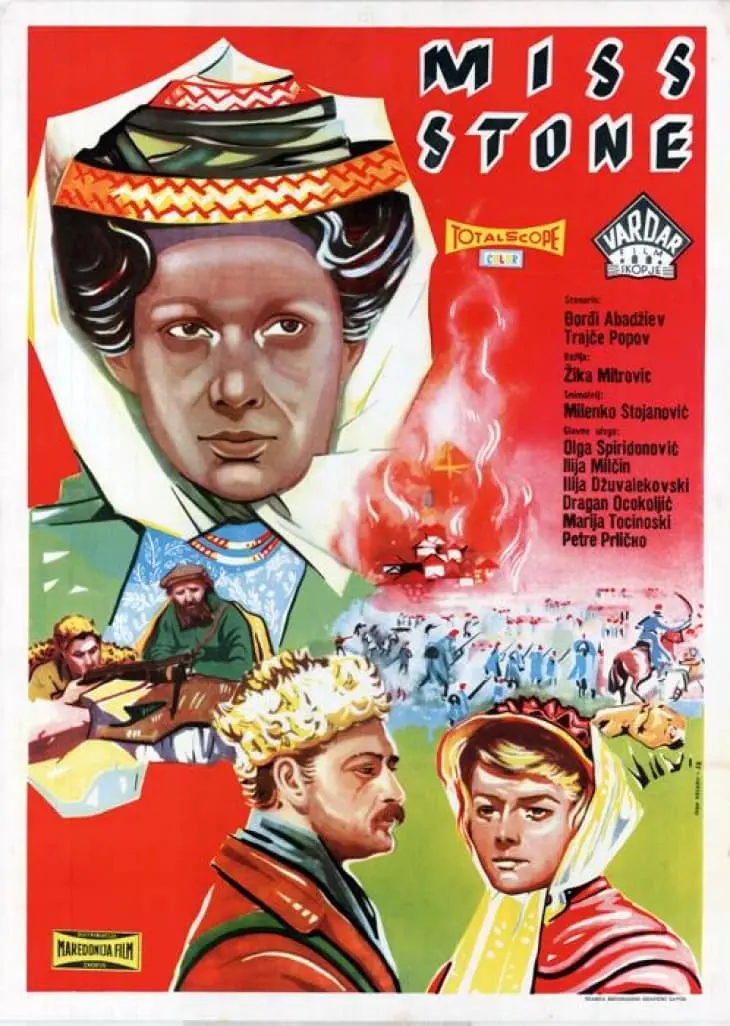 MISS
STONE
TOTALSCOPE
COLOR
VARDAR
FILM
SKOPJE
Scenario:
Đorđi Abadžiev
Trajče Popov
Režija:
Žika Mitrovic
Snimatelj:
Milenko Stojanović
Glavne uloge:
Olga Spiridonović
Ilija Milčin
Ilija Džuvalekovski
Dragan Ocokoljić
Marija Tocinoski
Petre Prličko
MAKEDONIJA FILM